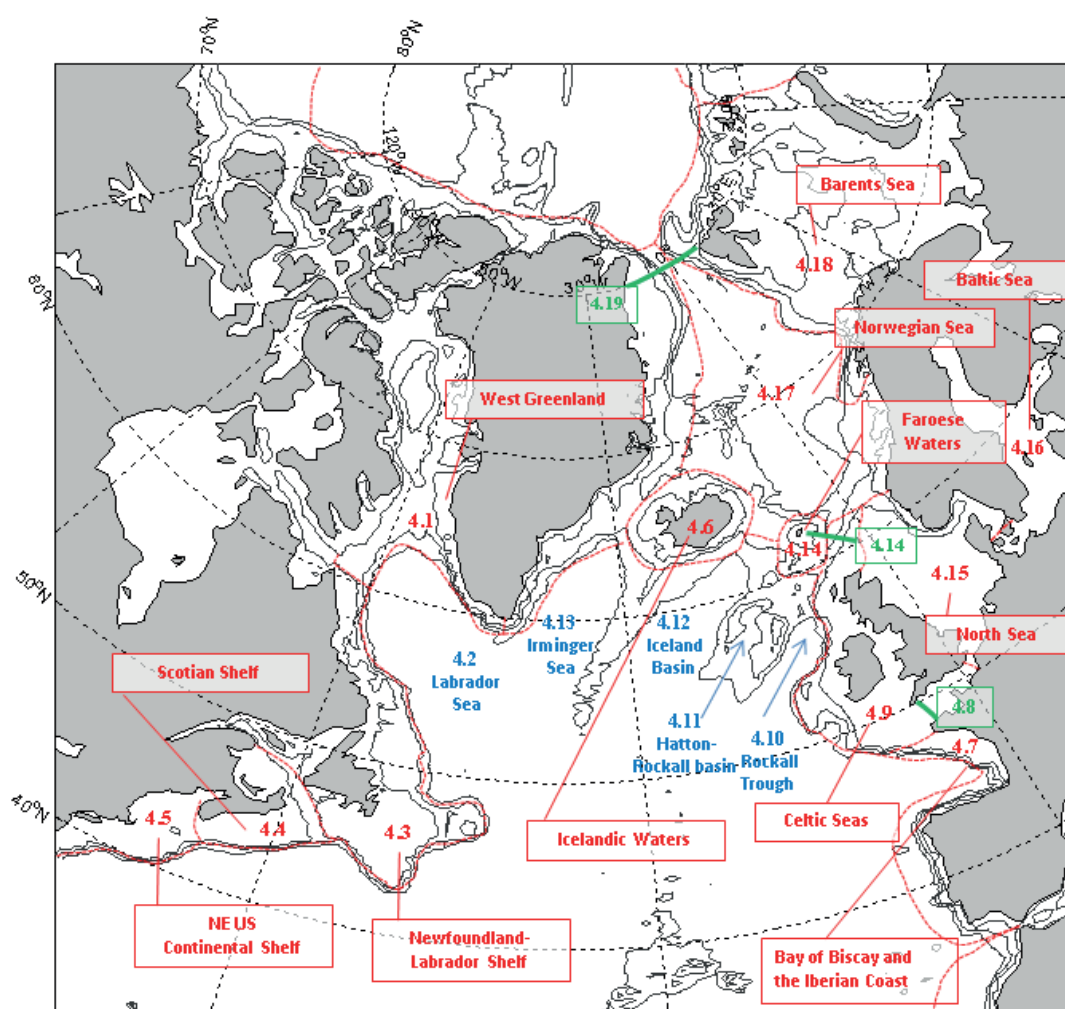 70°N
80°N
120°W
Barents Sea
4.18
60°N
30°W
4.19
Baltic Sea
Norwegian Sea
West Greenland
4.17
Faroese
Waters
4.16
4.1
4.6
4.14
4.14
50°N
4.15
4.13
Irminger
Sea
4.12
Iceland
Basin
North Sea
4.2
Labrador
Sea
Scotian Shelf
4.11
Hatton-
Rockall basin
4.10
Rockall
Trough
4.9
4.8
4.7
40°N
4.5
4.4
4.3
Icelandic Waters
Celtic Seas
NE US
Continental Shelf
Newfoundland-
Labrador Shelf
Bay of Biscay and
the Iberian Coast